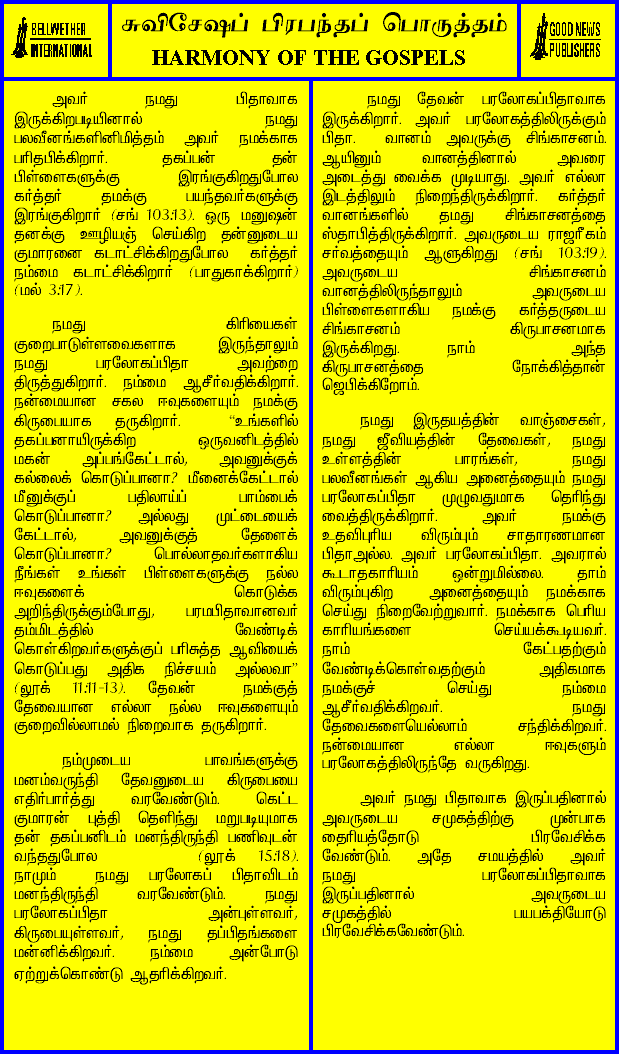 BELLWETHER
INTERNATIONAL
சுவிசேஷப் பிரபந்தப் பொருத்தம்
HARMONY OF THE GOSPELS
GOOD NEWS
PUBLISHERS
அவர் நமது பிதாவாக
இருக்கிறபடியினால் நமது
பலவீனங்களினிமித்தம் அவர் நமக்காக
பரிதபிக்கிறார். தகப்பன் தன்
பிள்ளைகளுக்கு இரங்குகிறதுபோல
கர்த்தர் தமக்கு பயந்தவர்களுக்கு
இரங்குகிறார் (சங் 103:13). ஒரு மனுஷன்
தனக்கு ஊழியஞ் செய்கிற தன்னுடைய
குமாரனை கடாட்சிக்கிறதுபோல கர்த்தர்
நம்மை கடாட்சிக்கிறார் (பாதுகாக்கிறார்)
(மல் 3:17).
நமது கிரியைகள்
குறைபாடுள்ளவைகளாக இருந்தாலும்
நமது பரலோகப்பிதா அவற்றை
திருத்துகிறார். நம்மை ஆசீர்வதிக்கிறார்.
நன்மையான சகல ஈவுகளையும் நமக்கு
கிருபையாக தருகிறார். “உங்களில்
தகப்பனாயிருக்கிற ஒருவனிடத்தில்
மகன் அப்பங்கேட்டால், அவனுக்குக்
கல்லைக் கொடுப்பானா? மீனைக்கேட்டால்
மீனுக்குப் பதிலாய்ப் பாம்பைக்
கொடுப்பானா? அல்லது முட்டையைக்
கேட்டால், அவனுக்குத் தேளைக்
கொடுப்பானா? பொல்லாதவர்களாகிய
நீங்கள் உங்கள் பிள்ளைகளுக்கு நல்ல
ஈவுகளைக் கொடுக்க
அறிந்திருக்கும்போது, பரமபிதாவானவர்
தம்மிடத்தில் வேண்டிக்
கொள்கிறவர்களுக்குப் பரிசுத்த ஆவியைக்
கொடுப்பது அதிக நிச்சயம் அல்லவா”
(லூக் 11:11-13). தேவன் நமக்குத்
தேவையான எல்லா நல்ல ஈவுகளையும்
குறைவில்லாமல் நிறைவாக தருகிறார்.
நம்முடைய பாவங்களுக்கு
மனம்வருந்தி தேவனுடைய கிருபையை
எதிர்பார்த்து வரவேண்டும். கெட்ட
குமாரன் புத்தி தெளிந்து மறுபடியுமாக
தன் தகப்பனிடம் மனந்திருந்தி பணிவுடன்
வந்ததுபோல (லூக் 15:18).
நாமும் நமது பரலோகப் பிதாவிடம்
மனந்திருந்தி வரவேண்டும். நமது
பரலோகப்பிதா அன்புள்ளவர்,
கிருபையுள்ளவர், நமது தப்பிதங்களை
மன்னிக்கிறவர். நம்மை அன்போடு
ஏற்றுக்கொண்டு ஆதரிக்கிறவர்.
நமது தேவன் பரலோகப்பிதாவாக
இருக்கிறார். அவர் பரலோகத்திலிருக்கும்
பிதா. வானம் அவருக்கு சிங்காசனம்.
ஆயினும் வானத்தினால் அவரை
அடைத்து வைக்க முடியாது. அவர் எல்லா
இடத்திலும் நிறைந்திருக்கிறார். கர்த்தர்
வானங்களில் தமது சிங்காசனத்தை
ஸ்தாபித்திருக்கிறார். அவருடைய ராஜரீகம்
சர்வத்தையும் ஆளுகிறது (சங் 103:19).
அவருடைய சிங்காசனம்
வானத்திலிருந்தாலும் அவருடைய
பிள்ளைகளாகிய நமக்கு கர்த்தருடைய
சிங்காசனம் கிருபாசனமாக
இருக்கிறது. நாம் அந்த
கிருபாசனத்தை நோக்கித்தான்
ஜெபிக்கிறோம்.
நமது இருதயத்தின் வாஞ்சைகள்,
நமது ஜீவியத்தின் தேவைகள், நமது
உள்ளத்தின் பாரங்கள், நமது
பலவீனங்கள் ஆகிய அனைத்தையும் நமது
பரலோகப்பிதா முழுவதுமாக தெரிந்து
வைத்திருக்கிறார். அவர் நமக்கு
உதவிபுரிய விரும்பும் சாதாரணமான
பிதாஅல்ல. அவர் பரலோகப்பிதா. அவரால்
கூடாதகாரியம் ஒன்றுமில்லை. தாம்
விரும்புகிற அனைத்தையும் நமக்காக
செய்து நிறைவேற்றுவார். நமக்காக பெரிய
காரியங்களை செய்யக்கூடியவர்.
நாம் கேட்பதற்கும்
வேண்டிக்கொள்வதற்கும் அதிகமாக
நமக்குச் செய்து நம்மை
ஆசீர்வதிக்கிறவர். நமது
தேவைகளையெல்லாம் சந்திக்கிறவர்.
நன்மையான எல்லா ஈவுகளும்
பரலோகத்திலிருந்தே வருகிறது.
அவர் நமது பிதாவாக இருப்பதினால்
அவருடைய சமுகத்திற்கு முன்பாக
தைரியத்தோடு பிரவேசிக்க
வேண்டும். அதே சமயத்தில் அவர்
நமது பரலோகப்பிதாவாக
இருப்பதினால் அவருடைய
சமுகத்தில் பயபக்தியோடு
பிரவேசிக்கவேண்டும்.